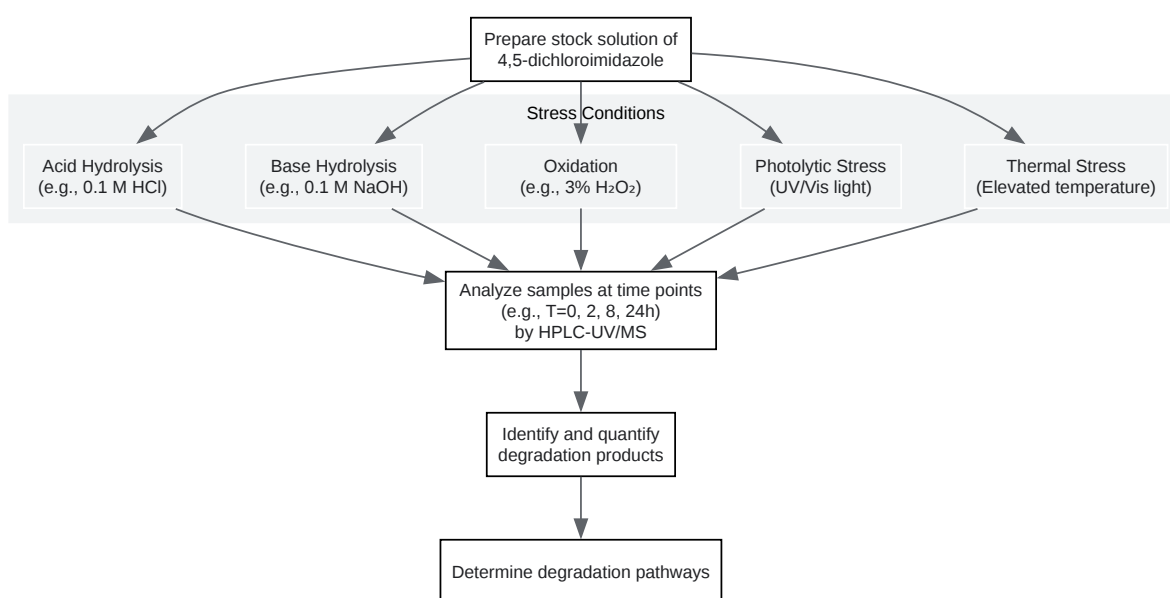 Prepare stock solution of
4,5-dichloroimidazole
Stress Conditions
Acid Hydrolysis
(e.g., 0.1 M HCl)
Base Hydrolysis
(e.g., 0.1 M NaOH)
Oxidation
(e.g., 3% H₂O₂)
Photolytic Stress
(UV/Vis light)
Thermal Stress
(Elevated temperature)
Analyze samples at time points
(e.g., T=0, 2, 8, 24h)
by HPLC-UV/MS
Identify and quantify
degradation products
Determine degradation pathways